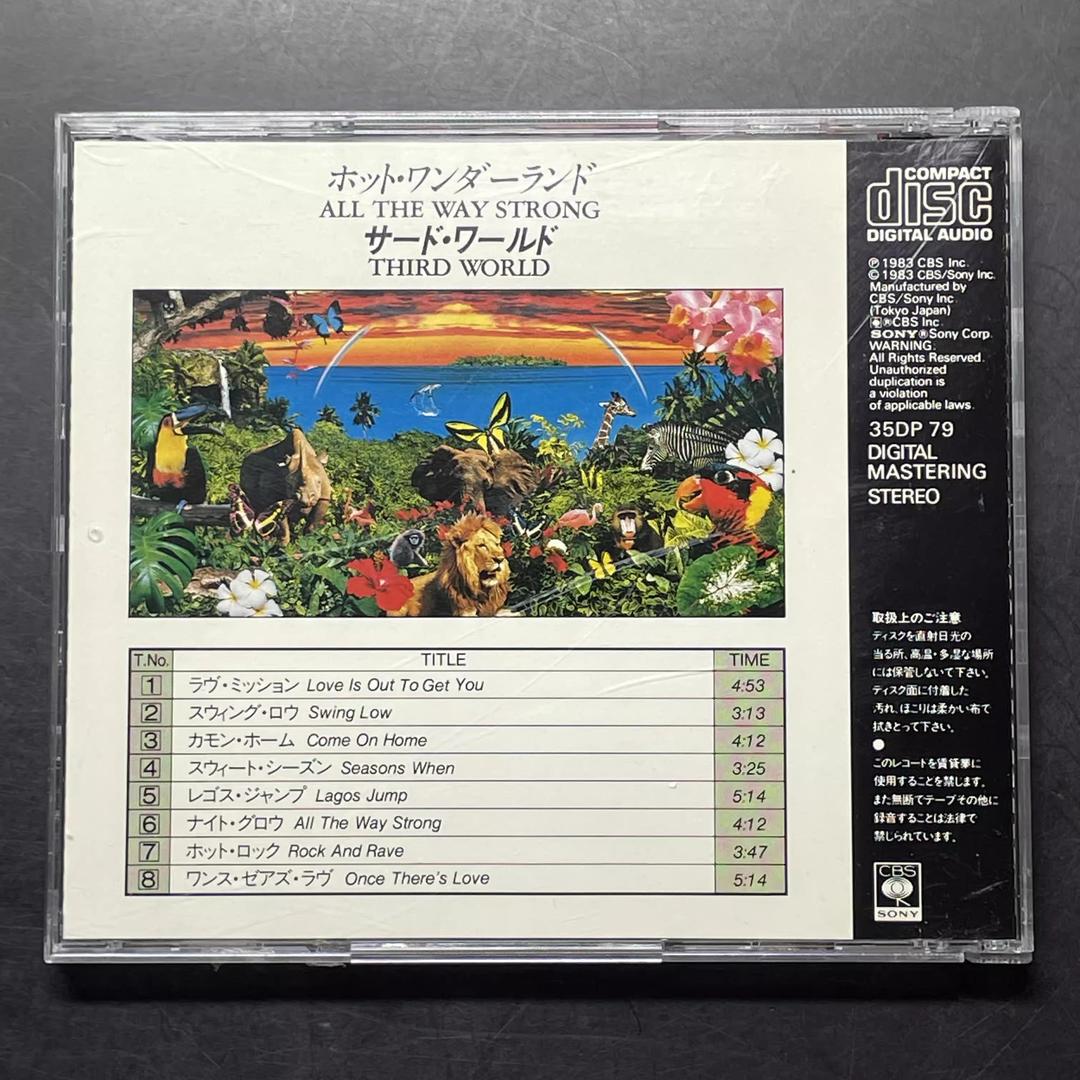 ホット・ワンダーランド
ALL THE WAY STRONG
サード・ワールド
THIRD WORLD
T.No. TITLE TIME
1 ラヴ・ミッション Love Is Out To Get You 4:53
2 スウィング・ロウ Swing Low 3:13
3 カモン・ホーム Come On Home 4:12
4 スウィート・シーズン Seasons When 3:25
5 レゴス・ジャンプ Lagos Jump 5:14
6 ナイト・グロウ All The Way Strong 4:12
7 ホット・ロック Rock And Rave 3:47
8 ワンス・ゼアズ・ラヴ Once There's Love 5:14
COMPACT
disc
DIGITAL AUDIO
℗ 1983 CBS Inc.
© 1983 CBS/Sony Inc.
Manufactured by
CBS/Sony Inc.
(Tokyo Japan)
®CBS Inc.
SONY®Sony Corp.
WARNING.
All Rights Reserved.
Unauthorized
duplication is
a violation
of applicable laws.
35DP 79
DIGITAL
MASTERING
STEREO
取扱上のご注意
ディスクを直射日光の
当る所、高温・多湿な場所
には保管しないで下さい。
ディスク面に付着した
汚れ、ほこりは柔かい布で
拭きとって下さい。
●
このレコードを賃貸業に
使用することを禁じます。
また無断でテープその他に
録音することは法律で
禁じられています。
CBS
SONY